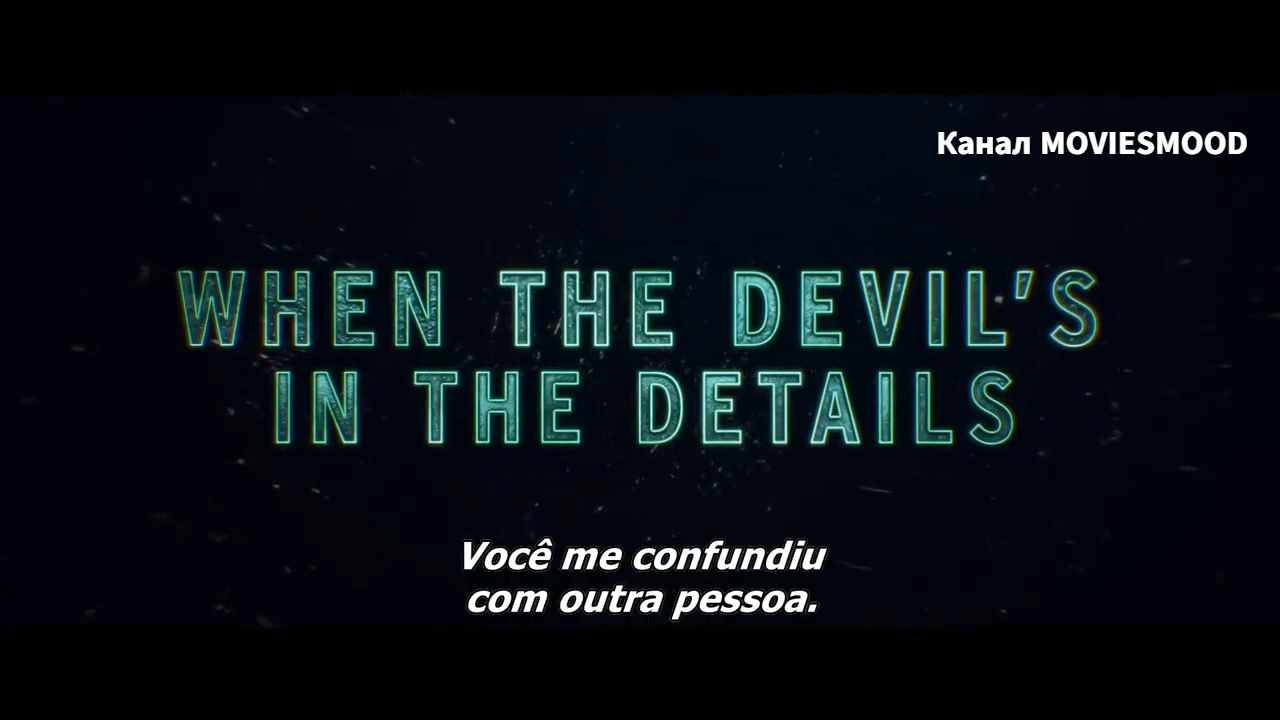 Канал MOVIESMOOD
WHEN THE DEVIL'S
IN THE DETAILS
Você me confundiu
com outra pessoa.